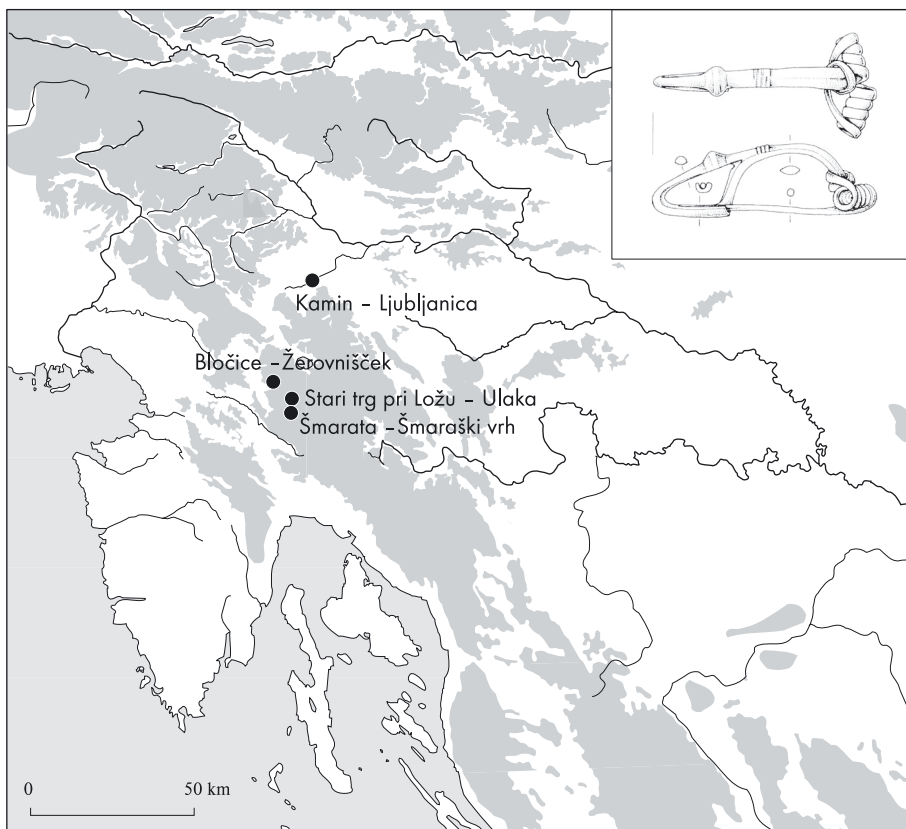 Kamin – Ljubljanica
Bločice –Žerovnišček
Stari trg pri Ložu – Ulaka
Šmarata –Šmaraški vrh
0 50 km